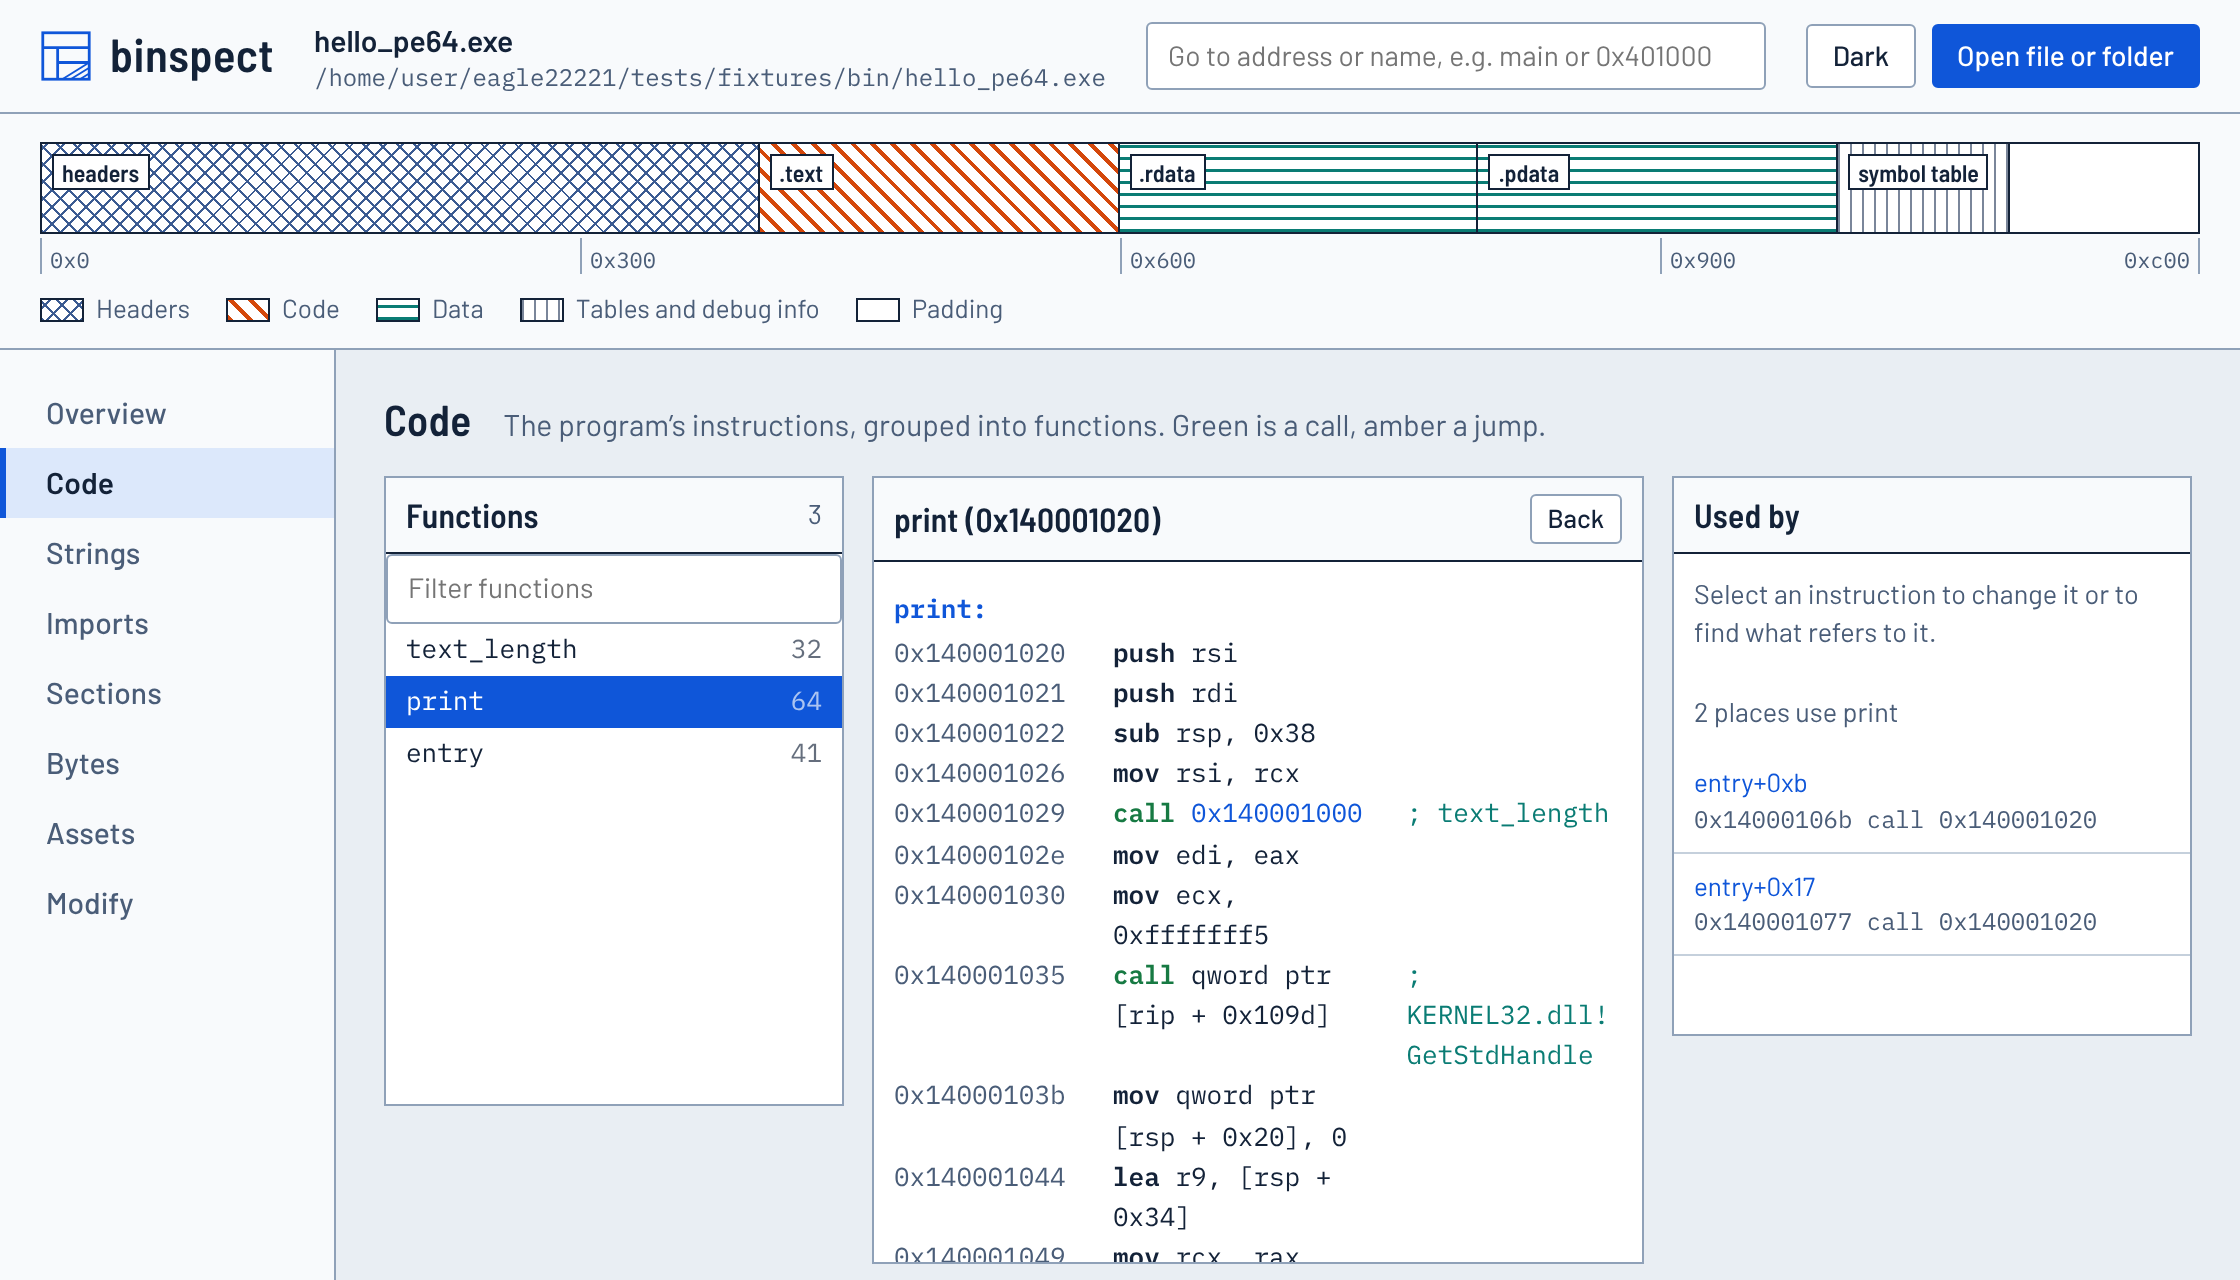 binspect
hello_pe64.exe
/home/user/eagle22221/tests/fixtures/bin/hello_pe64.exe
Go to address or name, e.g. main or 0x401000
Dark
Open file or folder
headers
.text
.rdata
.pdata
symbol table
0x0
0x300
0x600
0x900
0xc00
Headers
Code
Data
Tables and debug info
Padding
Overview
Code
Strings
Imports
Sections
Bytes
Assets
Modify
Code
The program’s instructions, grouped into functions. Green is a call, amber a jump.
Functions 3
Filter functions
text_length 32
print 64
entry 41
print (0x140001020)
Back
print:
0x140001020 push rsi
0x140001021 push rdi
0x140001022 sub rsp, 0x38
0x140001026 mov rsi, rcx
0x140001029 call 0x140001000 ; text_length
0x14000102e mov edi, eax
0x140001030 mov ecx,
0xfffffff5
0x140001035 call qword ptr ;
[rip + 0x109d] KERNEL32.dll!
GetStdHandle
0x14000103b mov qword ptr
[rsp + 0x20], 0
0x140001044 lea r9, [rsp +
0x34]
0x140001049 mov rcx, rax
Used by
Select an instruction to change it or to
find what refers to it.
2 places use print
entry+0xb
0x14000106b call 0x140001020
entry+0x17
0x140001077 call 0x140001020